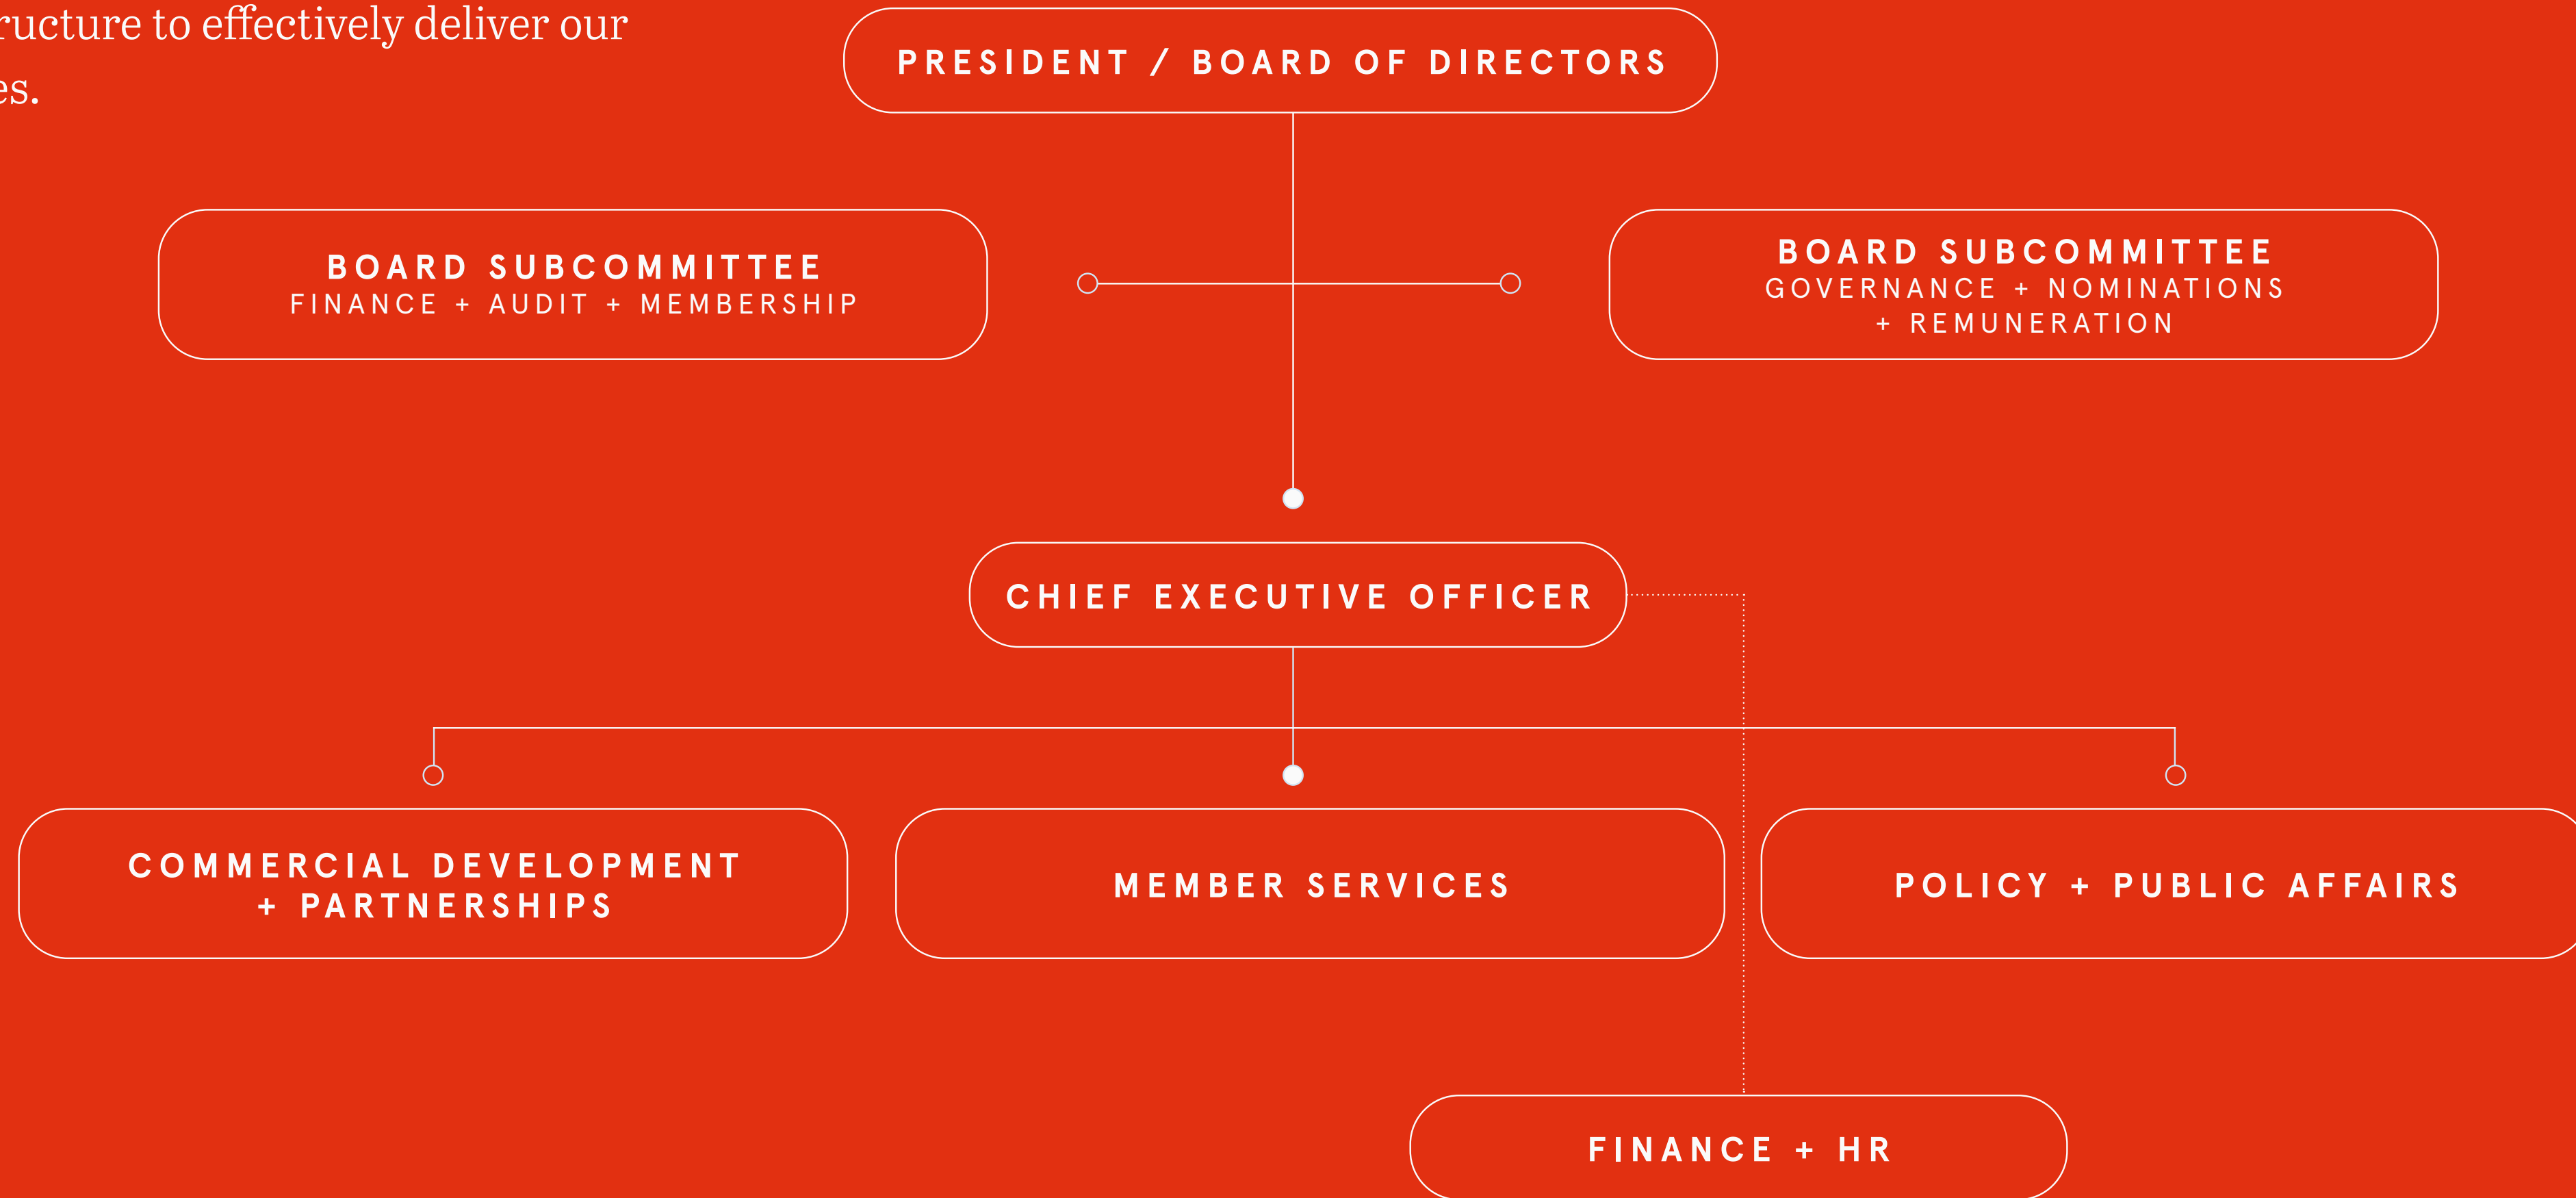 ructure to effectively deliver our
es.
PRESIDENT / BOARD OF DIRECTORS
BOARD SUBCOMMITTEE
FINANCE + AUDIT + MEMBERSHIP
BOARD SUBCOMMITTEE
GOVERNANCE + NOMINATIONS
+ REMUNERATION
CHIEF EXECUTIVE OFFICER
COMMERCIAL DEVELOPMENT
+ PARTNERSHIPS
MEMBER SERVICES
POLICY + PUBLIC AFFAIRS
FINANCE + HR